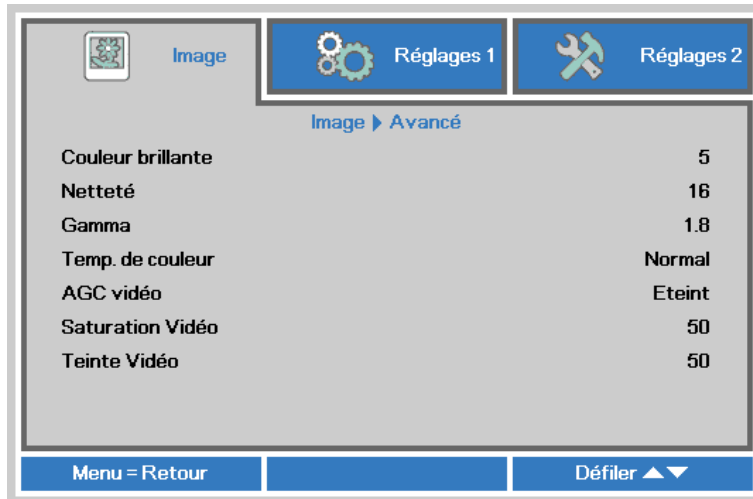 Image
Réglages 1
Réglages 2
Image ▶ Avancé
Couleur brillante 5
Netteté 16
Gamma 1.8
Temp. de couleur Normal
AGC vidéo Eteint
Saturation Vidéo 50
Teinte Vidéo 50
Menu = Retour
Défiler ▲▼